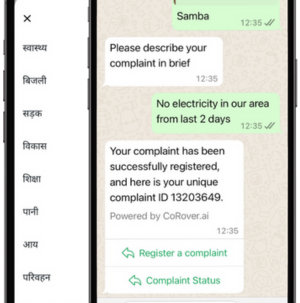 ×
स्वास्थ्य
बिजली
सड़क
विकास
शिक्षा
पानी
आय
परिवहन
Samba
12:35
Please describe your
complaint in brief
12:35
No electricity in our area
from last 2 days
12:35
Your complaint has been
successfully registered,
and here is your unique
complaint ID 13203649.
Powered by CoRover.ai
12:35
Register a complaint
Complaint Status